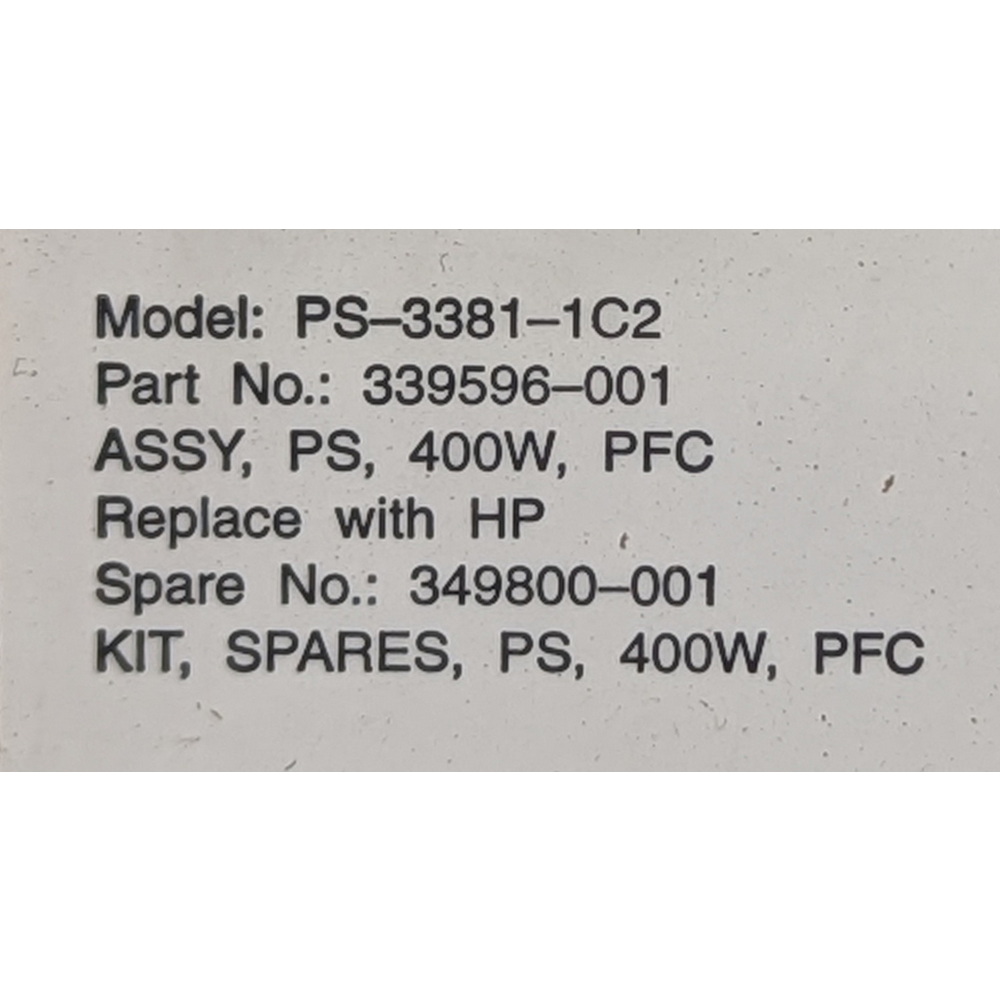 Model: PS–3381–1C2
Part No.: 339596–001
ASSY, PS, 400W, PFC
Replace with HP
Spare No.: 349800–001
KIT, SPARES, PS, 400W, PFC